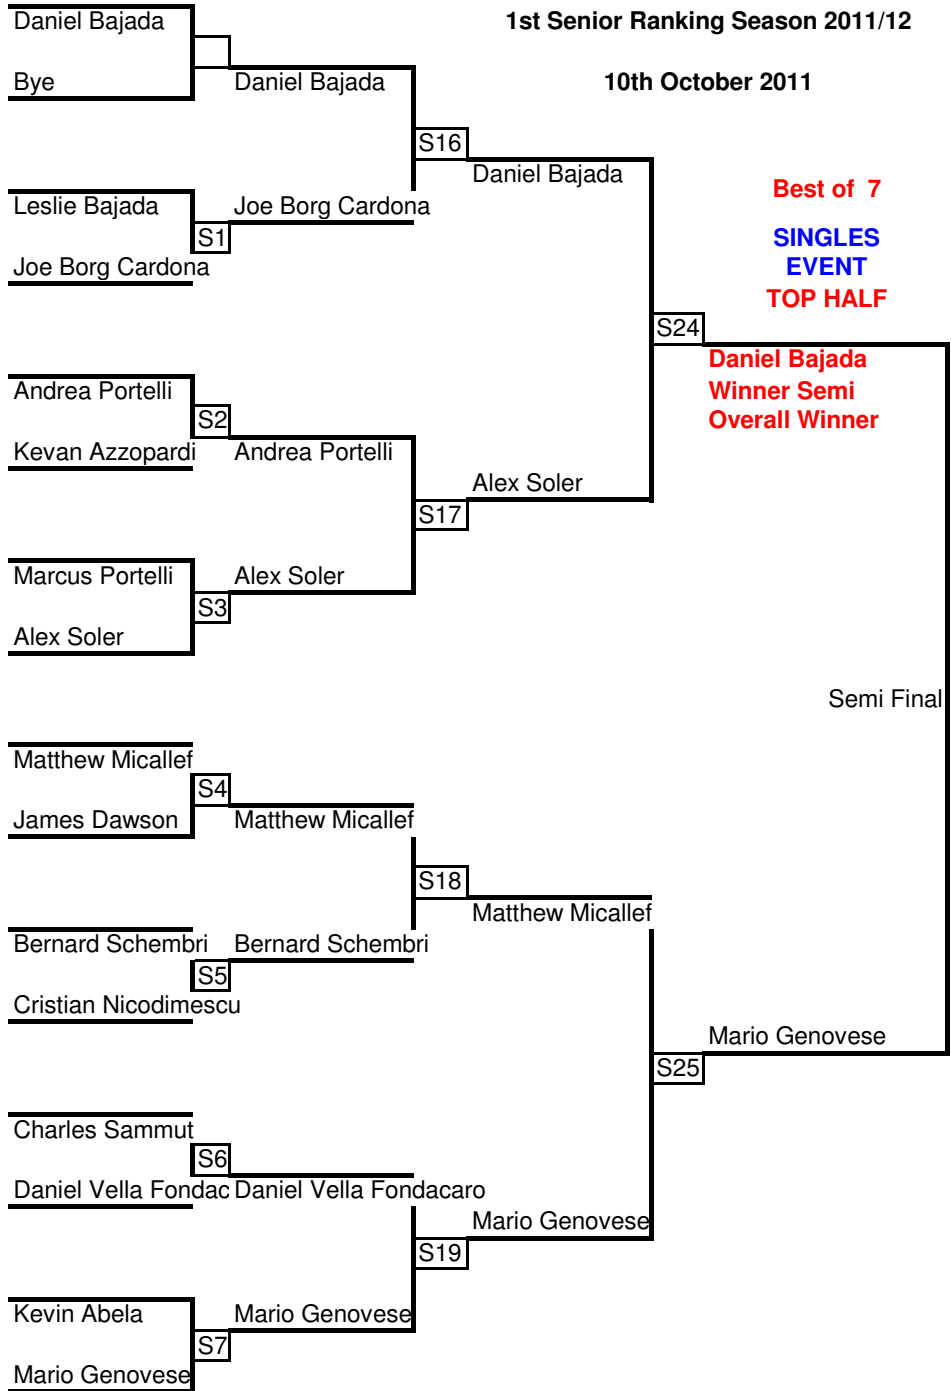 Daniel Bajada
1st Senior Ranking Season 2011/12
Bye
Daniel Bajada
10th October 2011
S16
Daniel Bajada
Best of 7
Leslie Bajada
Joe Borg Cardona
S1
SINGLES
EVENT
Joe Borg Cardona
TOP HALF
S24
Daniel Bajada
Winner Semi
Overall Winner
Andrea Portelli
S2
Kevan Azzopardi
Andrea Portelli
Alex Soler
S17
Marcus Portelli
Alex Soler
S3
Alex Soler
Semi Final
Matthew Micallef
S4
James Dawson
Matthew Micallef
S18
Matthew Micallef
Bernard Schembri
Bernard Schembri
S5
Cristian Nicodimescu
Mario Genovese
S25
Charles Sammut
S6
Daniel Vella Fondac
Daniel Vella Fondacaro
Mario Genovese
S19
Kevin Abela
Mario Genovese
S7
Mario Genovese